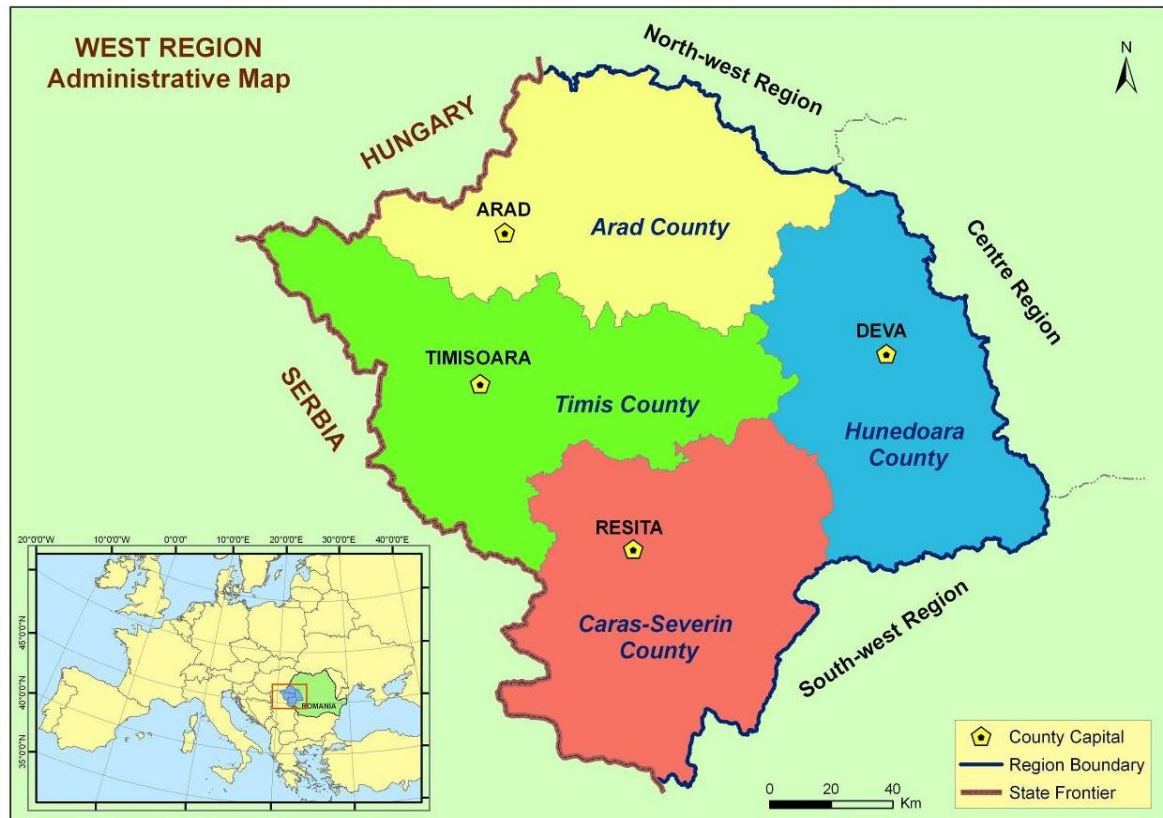 WEST REGION
Administrative Map
North-west Region
N
HUNGARY
ARAD
Arad County
Centre Region
DEVA
TIMISOARA
SERBIA
Timis County
Hunedoara
County
RESITA
Caras-Severin
County
South-west Region
20°0'0"W
10°0'0"W
0°0'0"
10°0'0"E
20°0'0"E
30°0'0"E
40°0'0"E
45°0'0"N
40°0'0"N
35°0'0"N
ROMANIA
County Capital
Region Boundary
State Frontier
0 20 40
Km